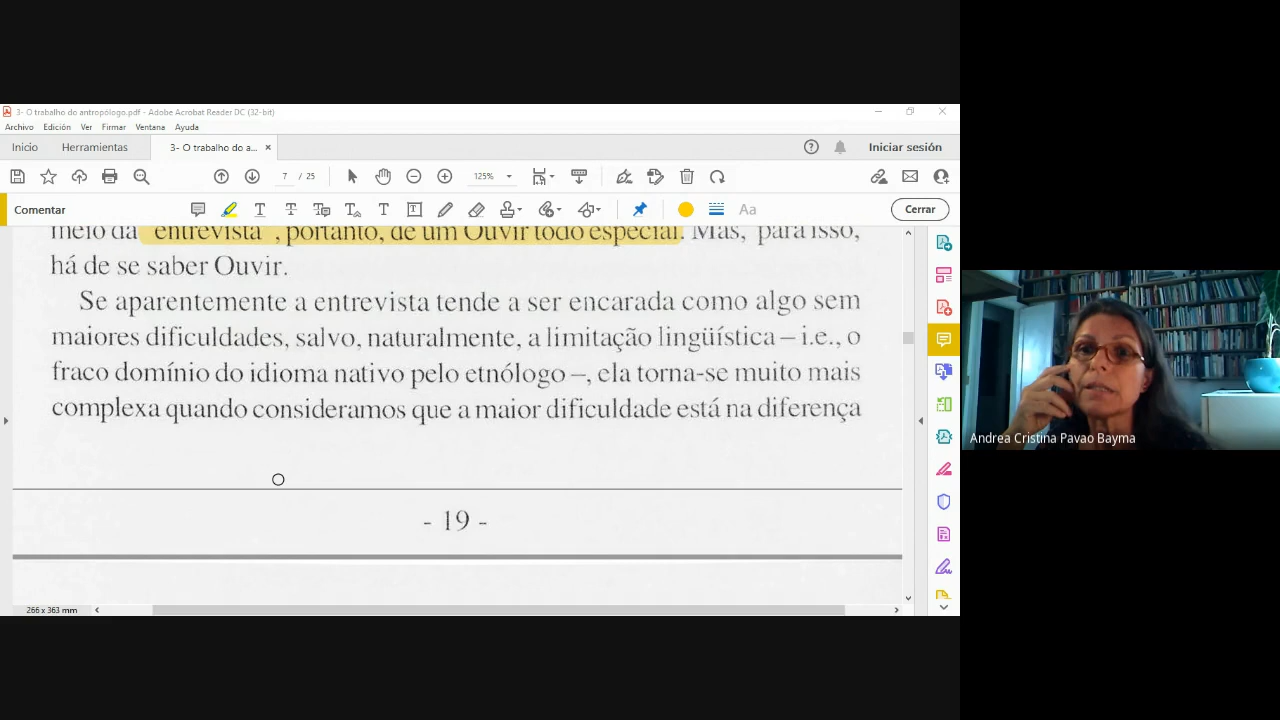 3- O trabalho do antropólogo.pdf - Adobe Acrobat Reader DC (32-bit)
Archivo Edición Ver Firmar Ventana Ayuda
Inicio Herramientas 3- O trabalho do a... × Iniciar sesión
7 / 25 125%
Comentar Aa Cerrar
meio da "entrevista", portanto, de um Ouvir todo especial. Mas, para isso,
há de se saber Ouvir.
Se aparentemente a entrevista tende a ser encarada como algo sem
maiores dificuldades, salvo, naturalmente, a limitação lingüística – i.e., o
fraco domínio do idioma nativo pelo etnólogo –, ela torna-se muito mais
complexa quando consideramos que a maior dificuldade está na diferença
- 19 -
266 x 363 mm
Andrea Cristina Pavao Bayma